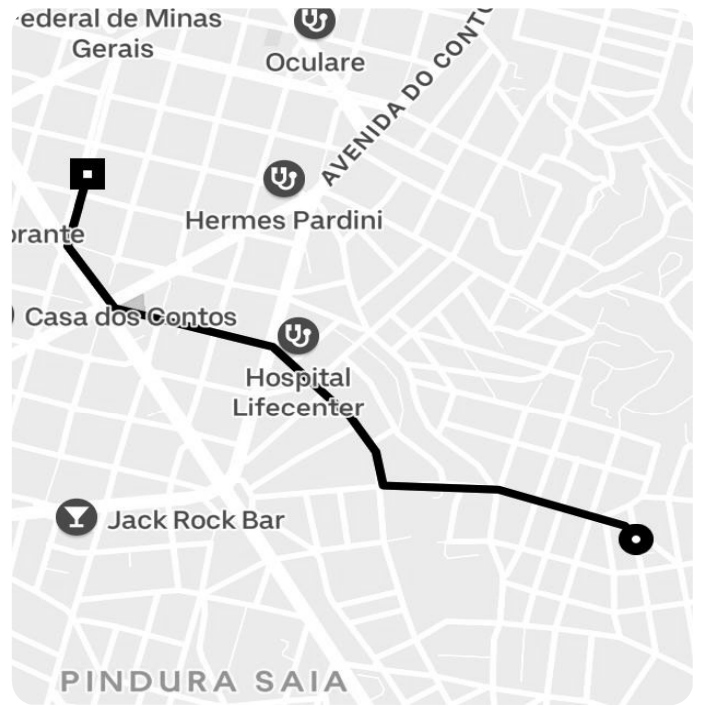 ederal de Minas
Gerais
Oculare
AVENIDA DO CONTO
Hermes Pardini
orante
Casa dos Contos
Hospital
Lifecenter
Jack Rock Bar
PINDURA SAIA